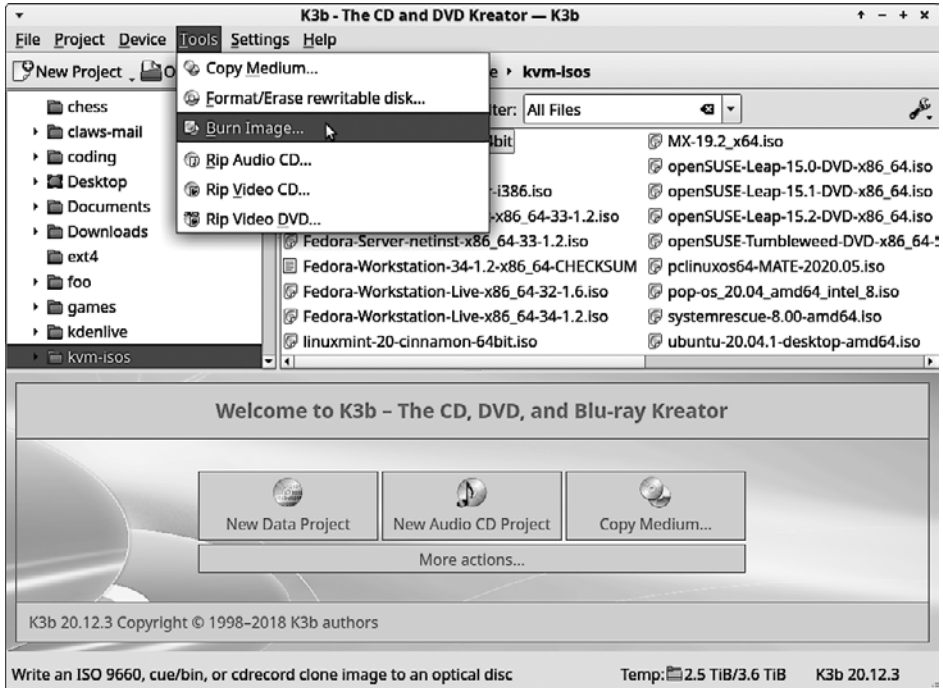 K3b - The CD and DVD Kreator — K3b
File Project Device Tools Settings Help
New Project
kvm-isos
Copy Medium...
Format/Erase rewritable disk...
Burn Image...
Rip Audio CD...
Rip Video CD...
Rip Video DVD...
All Files
chess
claws-mail
coding
Desktop
Documents
Downloads
ext4
foo
games
kdenlive
kvm-isos
-i386.iso
-x86_64-33-1.2.iso
Fedora-Server-netinst-x86_64-33-1.2.iso
Fedora-Workstation-34-1.2-x86_64-CHECKSUM
Fedora-Workstation-Live-x86_64-32-1.6.iso
Fedora-Workstation-Live-x86_64-34-1.2.iso
linuxmint-20-cinnamon-64bit.iso
MX-19.2_x64.iso
openSUSE-Leap-15.0-DVD-x86_64.iso
openSUSE-Leap-15.1-DVD-x86_64.iso
openSUSE-Leap-15.2-DVD-x86_64.iso
openSUSE-Tumbleweed-DVD-x86_64-
pclinuxos64-MATE-2020.05.iso
pop-os_20.04_amd64_intel_8.iso
systemrescue-8.00-amd64.iso
ubuntu-20.04.1-desktop-amd64.iso
Welcome to K3b – The CD, DVD, and Blu-ray Kreator
New Data Project
New Audio CD Project
Copy Medium...
More actions...
K3b 20.12.3 Copyright © 1998–2018 K3b authors
Write an ISO 9660, cue/bin, or cdrecord clone image to an optical disc
Temp: 2.5 TiB/3.6 TiB
K3b 20.12.3